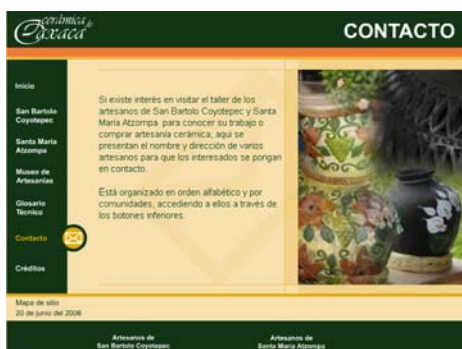 cerámica de
Oaxaca
CONTACTO
Inicio
San Bartolo
Coyotepec
Santa María
Atzompa
Museo de
Artesanías
Glosario
Técnico
Contacto
Créditos
Si existe interés en visitar el taller de los
artesanos de San Bartolo Coyotepec y Santa
María Atzompa para conocer su trabajo o
comprar artesanía cerámica, aqui se
presentan el nombre y dirección de varios
artesanos para que los interesados se pongan
en contacto.
Está organizado en orden alfabético y por
comunidades, accediendo a ellos a través de
los botones inferiores.
Mapa de sitio
20 de junio del 2006
Artesanos de
San Bartolo Coyotepec
Artesanos de
Santa María Atzompa